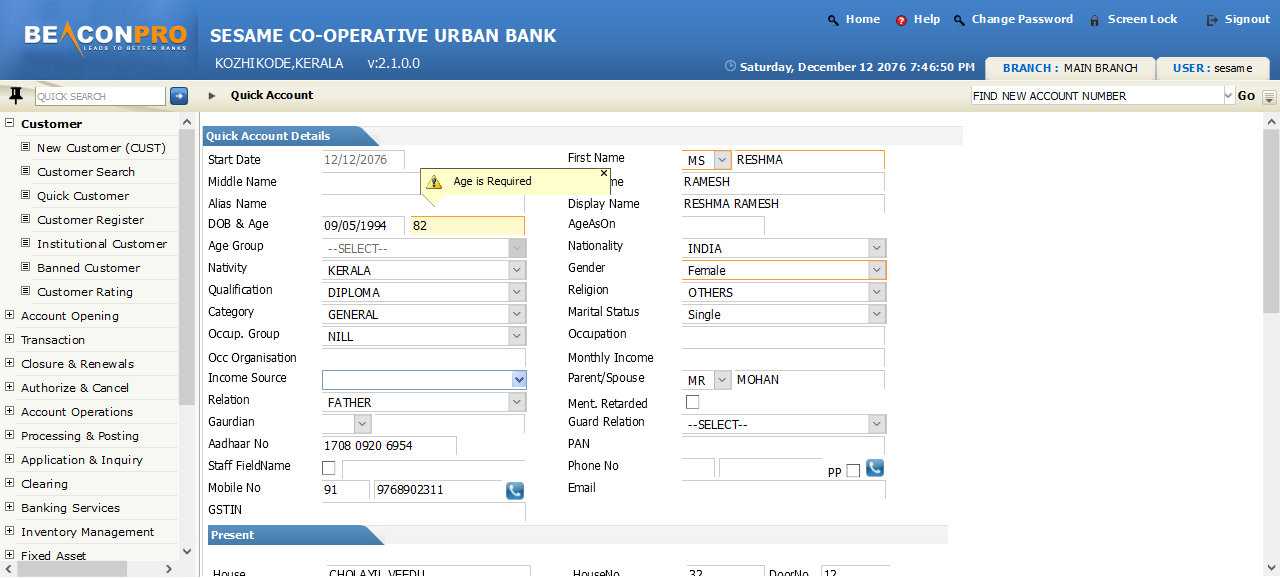 Home Help Change Password Screen Lock Signout
BEACONPRO
LEADS TO BETTER BANKS
SESAME CO-OPERATIVE URBAN BANK
KOZHIKODE,KERALA v:2.1.0.0
Saturday, December 12 2076 7:46:50 PM BRANCH : MAIN BRANCH USER : sesame
QUICK SEARCH Quick Account FIND NEW ACCOUNT NUMBER Go
Customer
New Customer (CUST)
Customer Search
Quick Customer
Customer Register
Institutional Customer
Banned Customer
Customer Rating
Account Opening
Transaction
Closure & Renewals
Authorize & Cancel
Account Operations
Processing & Posting
Application & Inquiry
Clearing
Banking Services
Inventory Management
Fixed Asset
Quick Account Details
Start Date 12/12/2076 First Name MS RESHMA
Age is Required
Middle Name me RAMESH
Alias Name Display Name RESHMA RAMESH
DOB & Age 09/05/1994 82 AgeAsOn
Age Group --SELECT-- Nationality INDIA
Nativity KERALA Gender Female
Qualification DIPLOMA Religion OTHERS
Category GENERAL Marital Status Single
Occup. Group NILL Occupation
Occ Organisation Monthly Income
Income Source Parent/Spouse MR MOHAN
Relation FATHER Ment. Retarded
Gaurdian Guard Relation --SELECT--
Aadhaar No 1708 0920 6954 PAN
Staff FieldName Phone No PP
Mobile No 91 9768902311 Email
GSTIN
Present
House CHOLAYIL VEEDU HouseNo 32 DoorNo 12